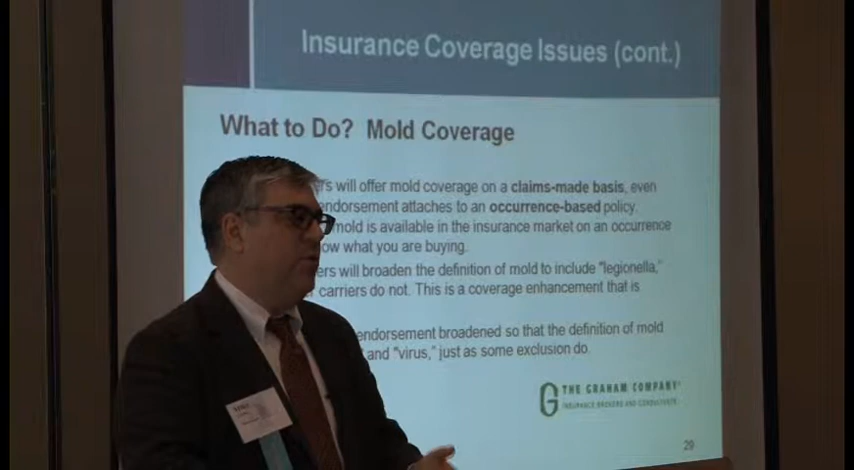 Insurance Coverage Issues (cont.)
What to Do? Mold Coverage
will offer mold coverage on a claims-made basis, even
endorsement attaches to an occurrence-based policy.
mold is available in the insurance market on an occurrence
what you are buying.
will broaden the definition of mold to include "legionella,"
carriers do not. This is a coverage enhancement that is
endorsement broadened so that the definition of mold
and "virus," just as some exclusion do.
THE GRAHAM COMPANY
INSURANCE BROKERS AND CONSULTANTS
29